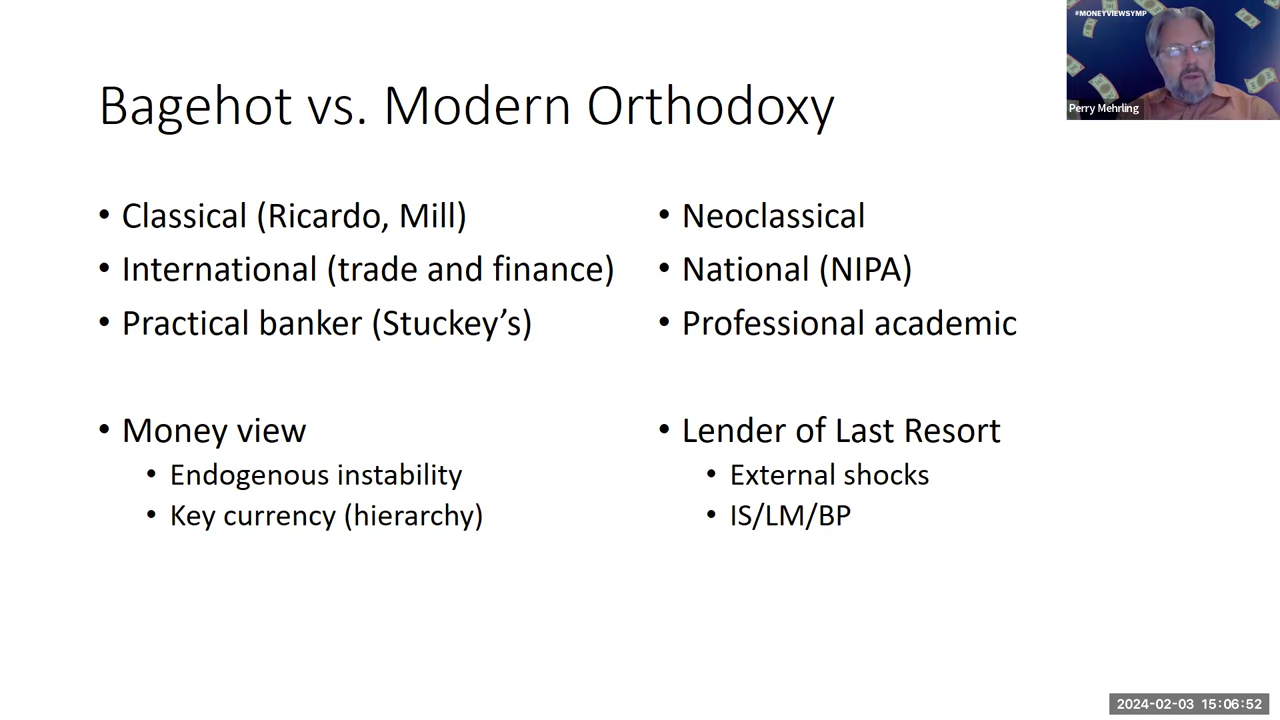 #MONEYVIEWSYMP
Perry Mehrling
Bagehot vs. Modern Orthodoxy
• Classical (Ricardo, Mill)
• International (trade and finance)
• Practical banker (Stuckey’s)
• Money view
• Endogenous instability
• Key currency (hierarchy)
• Neoclassical
• National (NIPA)
• Professional academic
• Lender of Last Resort
• External shocks
• IS/LM/BP
2024-02-03 15:06:52